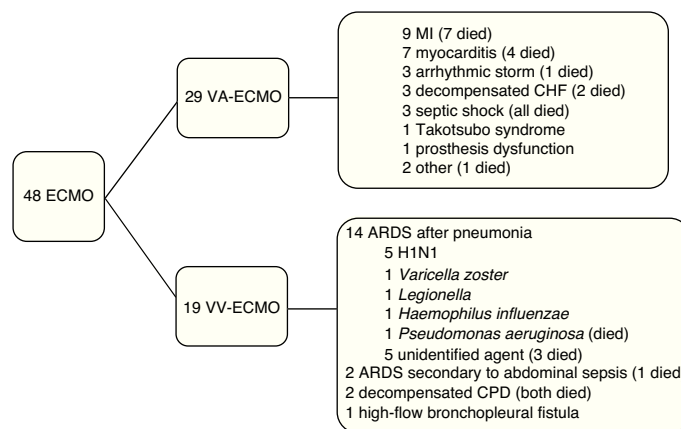 9 MI (7 died)
7 myocarditis (4 died)
3 arrhythmic storm (1 died)
3 decompensated CHF (2 died)
3 septic shock (all died)
1 Takotsubo syndrome
1 prosthesis dysfunction
2 other (1 died)
29 VA-ECMO
48 ECMO
19 VV-ECMO
14 ARDS after pneumonia
5 H1N1
1 Varicella zoster
1 Legionella
1 Haemophilus influenzae
1 Pseudomonas aeruginosa (died)
5 unidentified agent (3 died)
2 ARDS secondary to abdominal sepsis (1 died
2 decompensated CPD (both died)
1 high-flow bronchopleural fistula